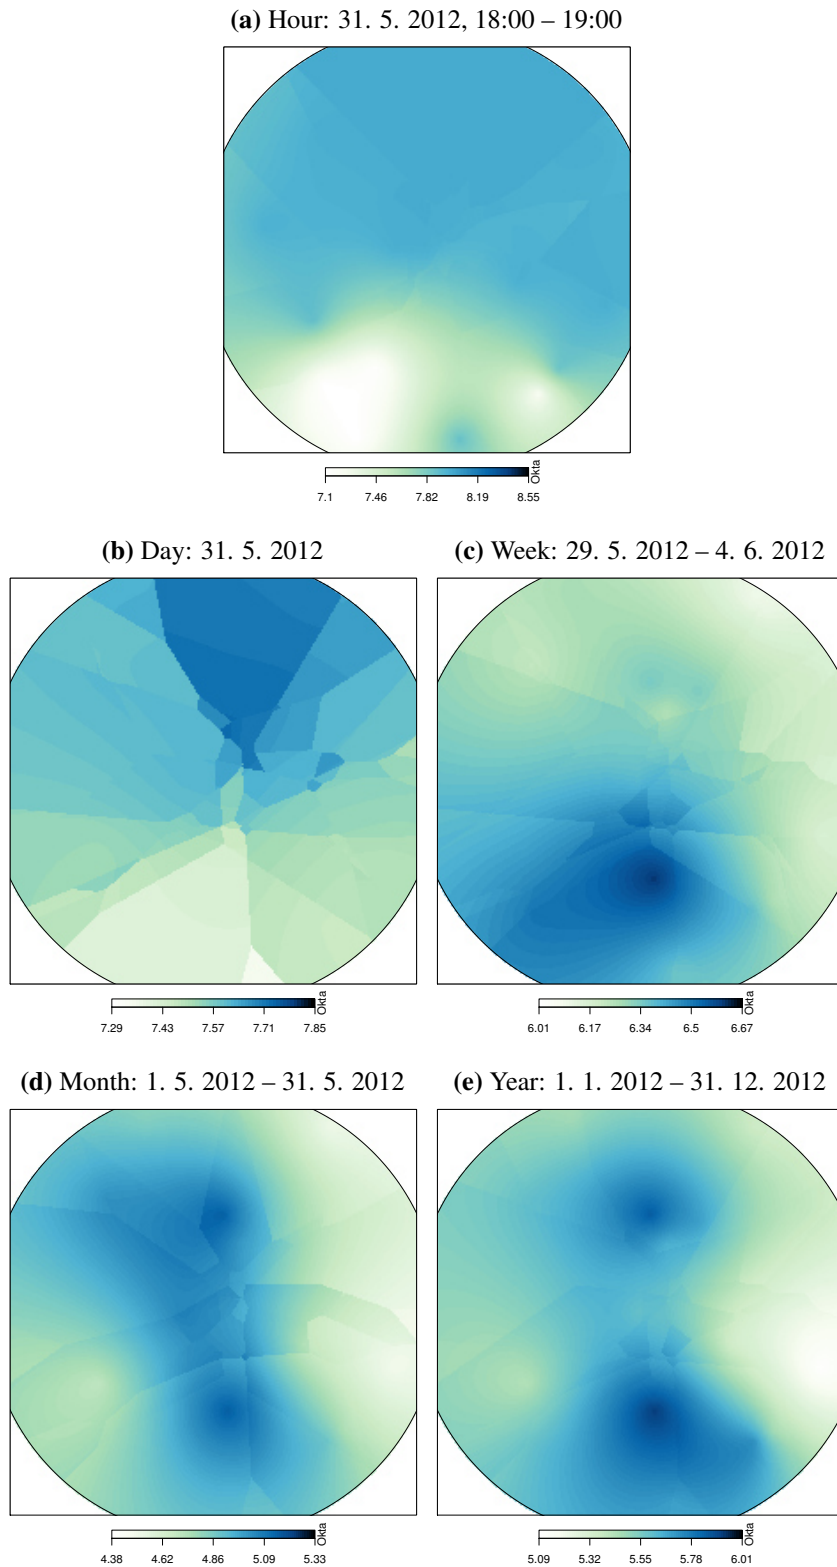 (a) Hour: 31. 5. 2012, 18:00 – 19:00
Okta
7.1 7.46 7.82 8.19 8.55
(b) Day: 31. 5. 2012
(c) Week: 29. 5. 2012 – 4. 6. 2012
Okta
7.29 7.43 7.57 7.71 7.85
Okta
6.01 6.17 6.34 6.5 6.67
(d) Month: 1. 5. 2012 – 31. 5. 2012
(e) Year: 1. 1. 2012 – 31. 12. 2012
Okta
4.38 4.62 4.86 5.09 5.33
Okta
5.09 5.32 5.55 5.78 6.01